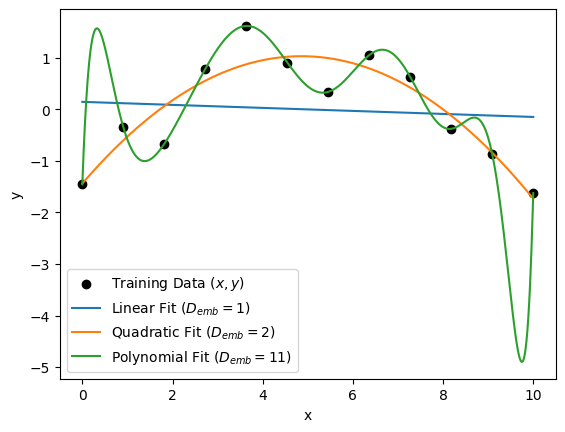 1
0
−1
−2
−3
−4
−5
y
Training Data (x, y)
Linear Fit (D_emb = 1)
Quadratic Fit (D_emb = 2)
Polynomial Fit (D_emb = 11)
0 2 4 6 8 10
x